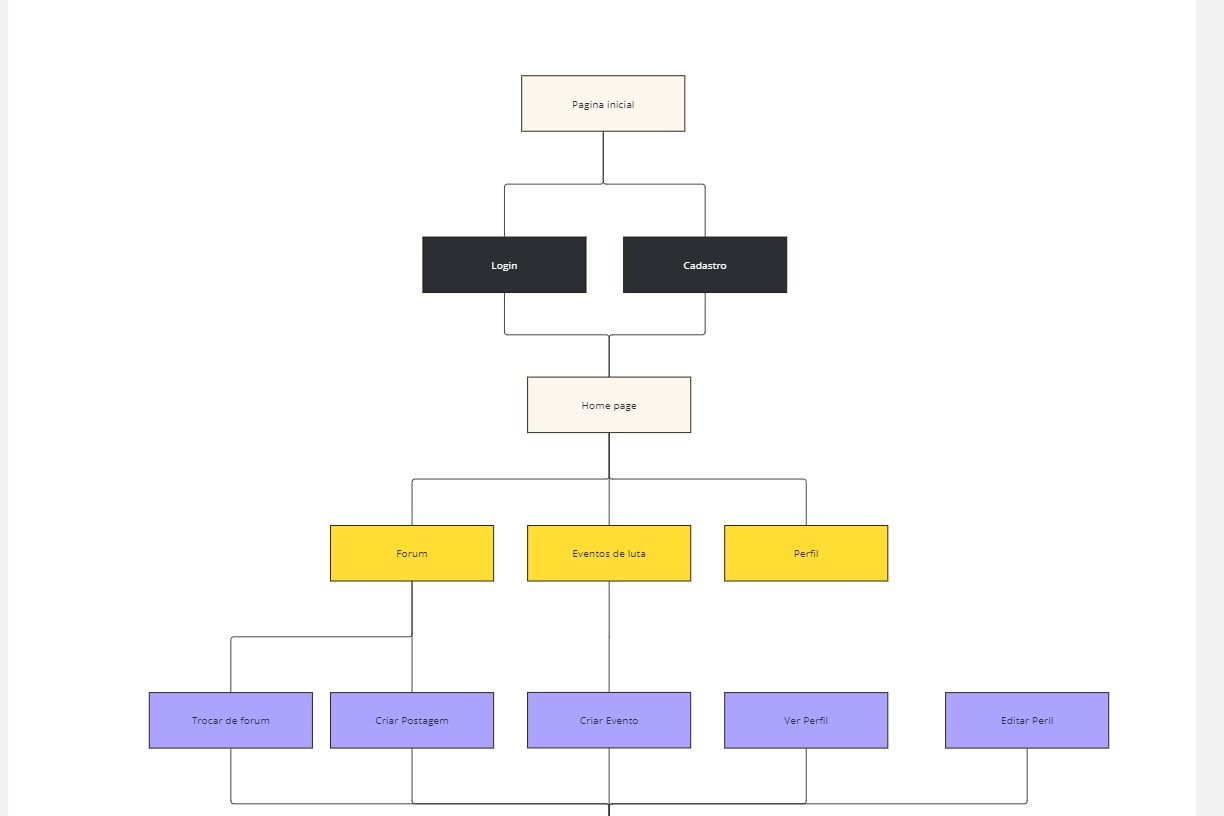 Pagina inicial
Login
Cadastro
Home page
Forum
Eventos de luta
Perfil
Trocar de forum
Criar Postagem
Criar Evento
Ver Perfil
Editar Peril